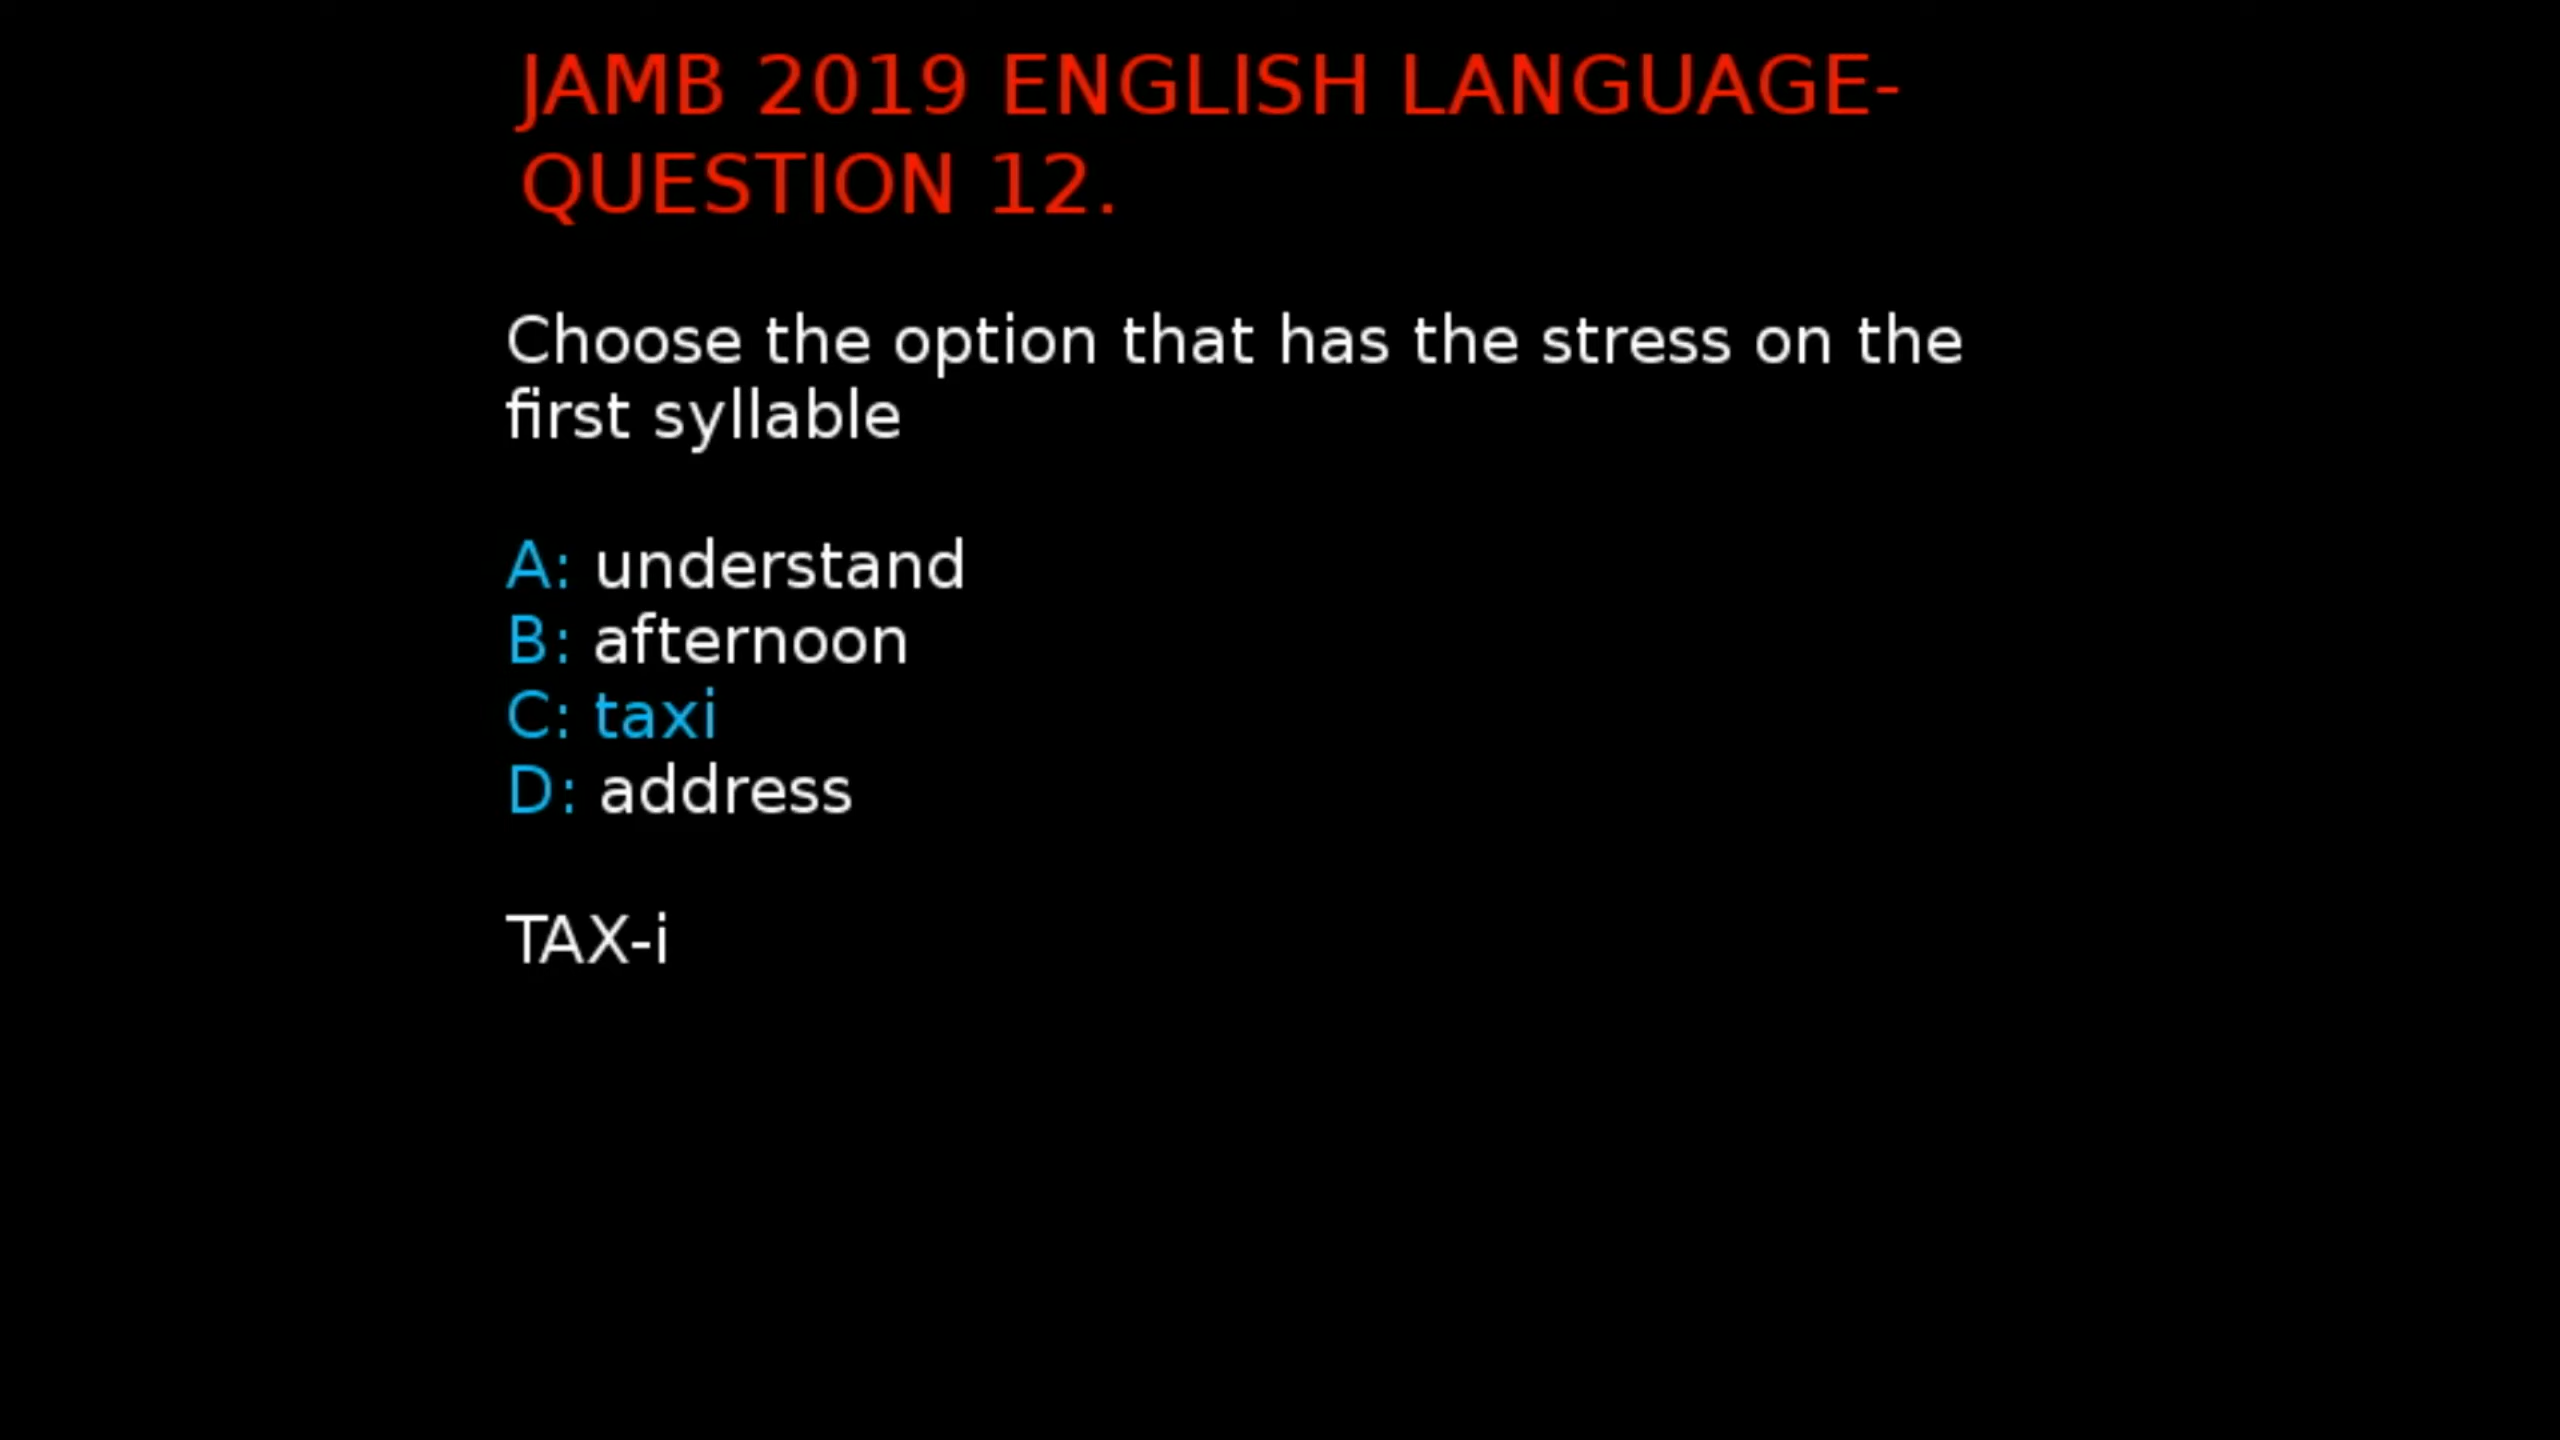 JAMB 2019 ENGLISH LANGUAGE-
QUESTION 12.
Choose the option that has the stress on the
first syllable
A: understand
B: afternoon
C: taxi
D: address
TAX-i